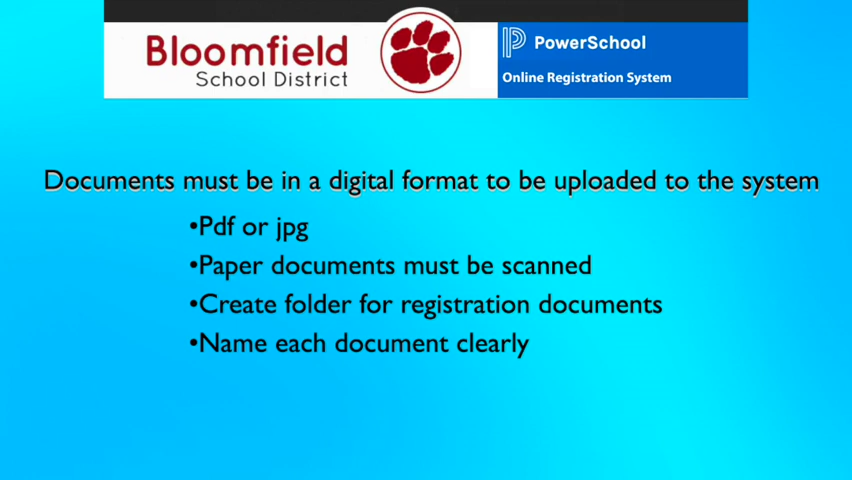 Bloomfield
School District
PowerSchool
Online Registration System
Documents must be in a digital format to be uploaded to the system
•Pdf or jpg
•Paper documents must be scanned
•Create folder for registration documents
•Name each document clearly